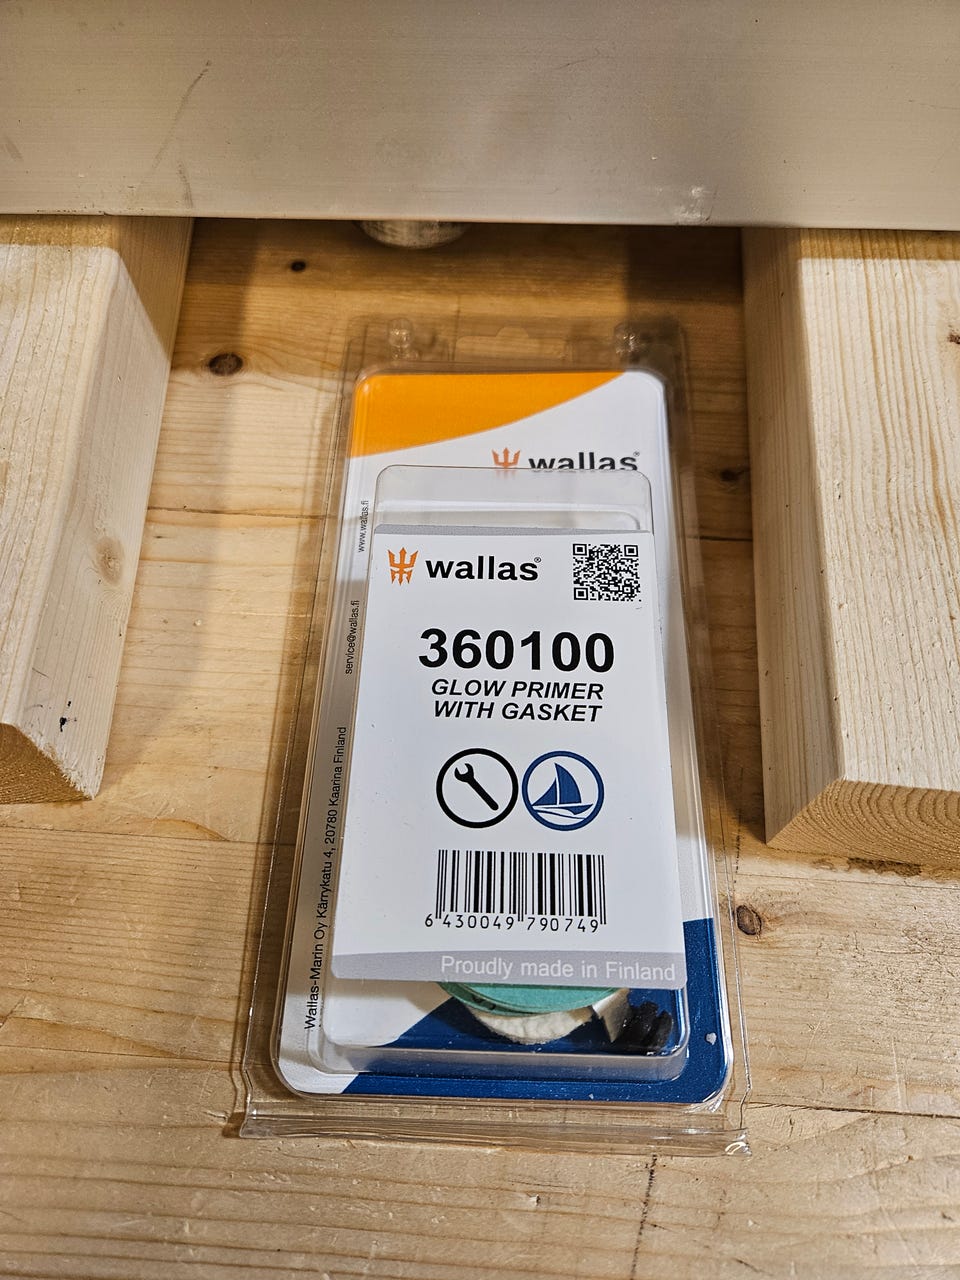 wallas®
www.wallas.fi
service@wallas.fi
Wallas-Marin Oy Kärrykatu 4, 20780 Kaarina Finland
wallas®
360100
GLOW PRIMER
WITH GASKET
6 430049 790749
Proudly made in Finland